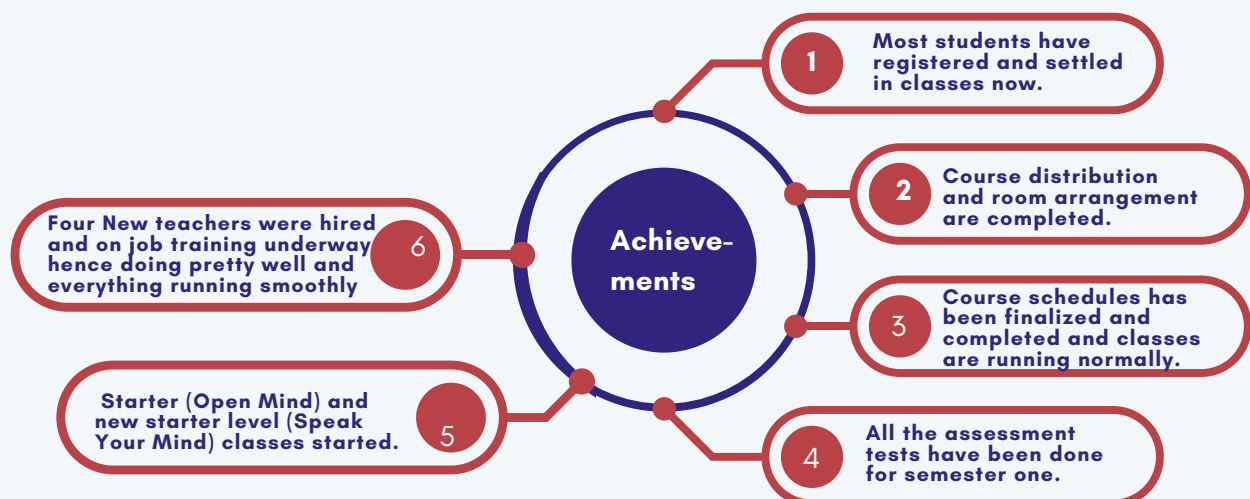 Achieve-
ments
1
Most students have
registered and settled
in classes now.
2
Course distribution
and room arrangement
are completed.
3
Course schedules has
been finalized and
completed and classes
are running normally.
4
All the assessment
tests have been done
for semester one.
5
Starter (Open Mind) and
new starter level (Speak
Your Mind) classes started.
6
Four New teachers were hired
and on job training underway
hence doing pretty well and
everything running smoothly